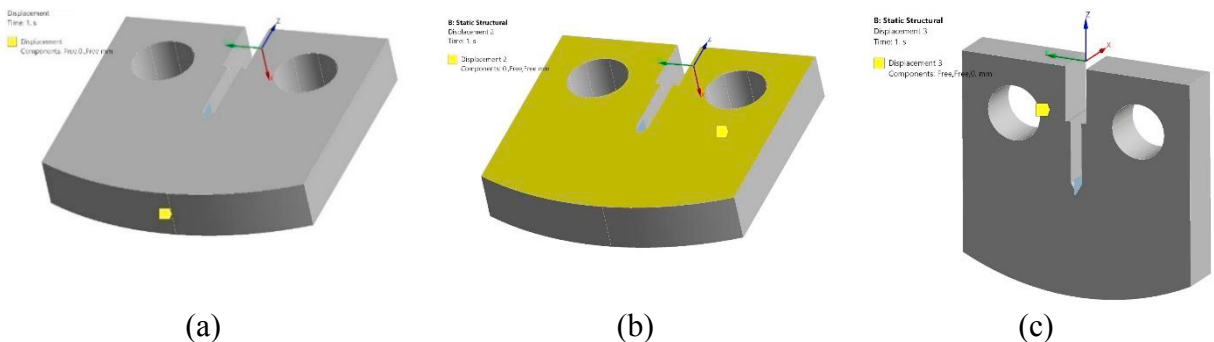 Displacement
Time: 1. s
Displacement
Components: Free,0.,Free mm
Z
B: Static Structural
Displacement 2
Time: 1. s
Displacement 2
Components: 0.,Free,Free mm
B: Static Structural
Displacement 3
Time: 1. s
Displacement 3
Components: Free,Free,0. mm
Z
X
(a)
(b)
(c)